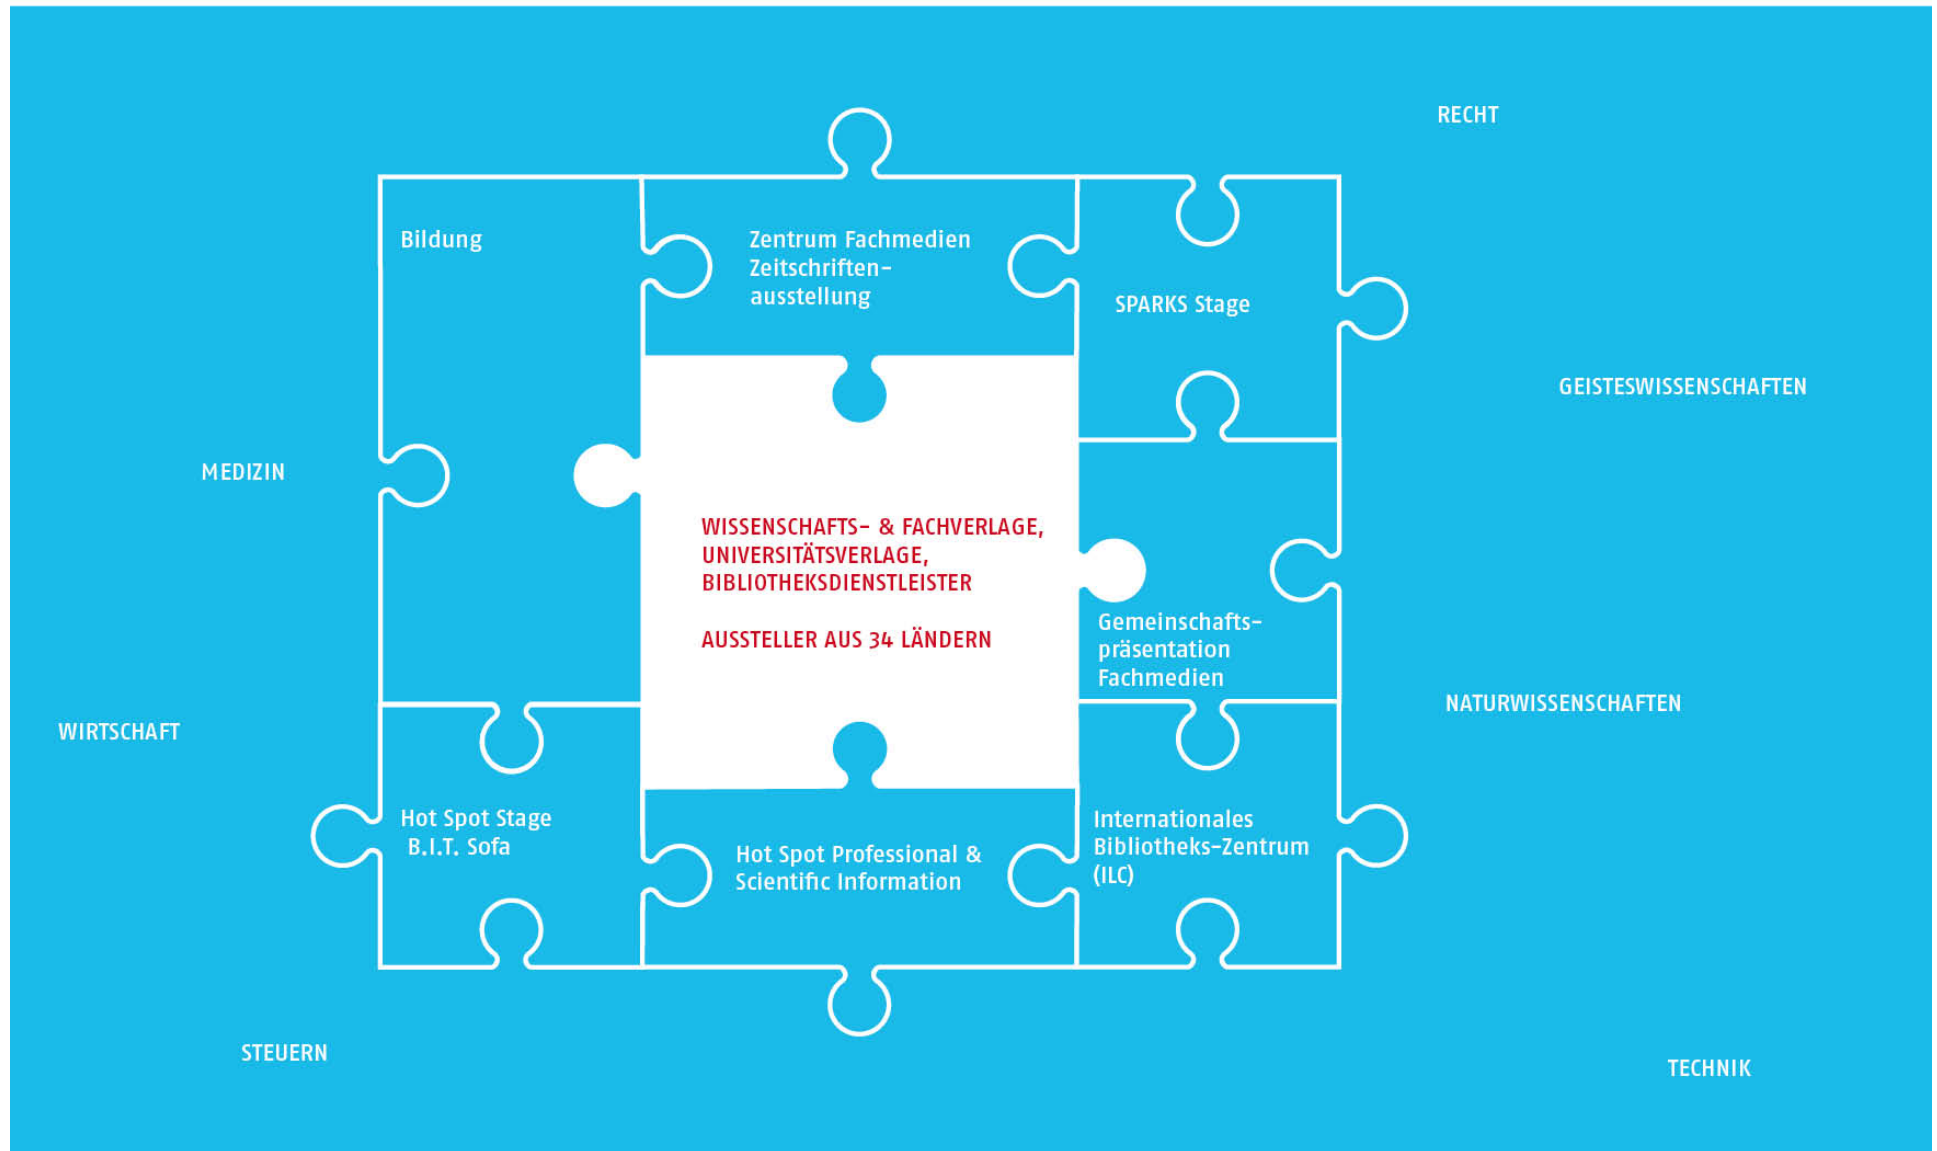 RECHT
Bildung
Zentrum Fachmedien
Zeitschriften-
ausstellung
SPARKS Stage
GEISTESWISSENSCHAFTEN
MEDIZIN
WISSENSCHAFTS- & FACHVERLAGE,
UNIVERSITÄTSVERLAGE,
BIBLIOTHEKSDIENSTLEISTER
AUSSTELLER AUS 34 LÄNDERN
Gemeinschafts-
präsentation
Fachmedien
NATURWISSENSCHAFTEN
WIRTSCHAFT
Hot Spot Stage
B.I.T. Sofa
Hot Spot Professional &
Scientific Information
Internationales
Bibliotheks-Zentrum
(ILC)
STEUERN
TECHNIK